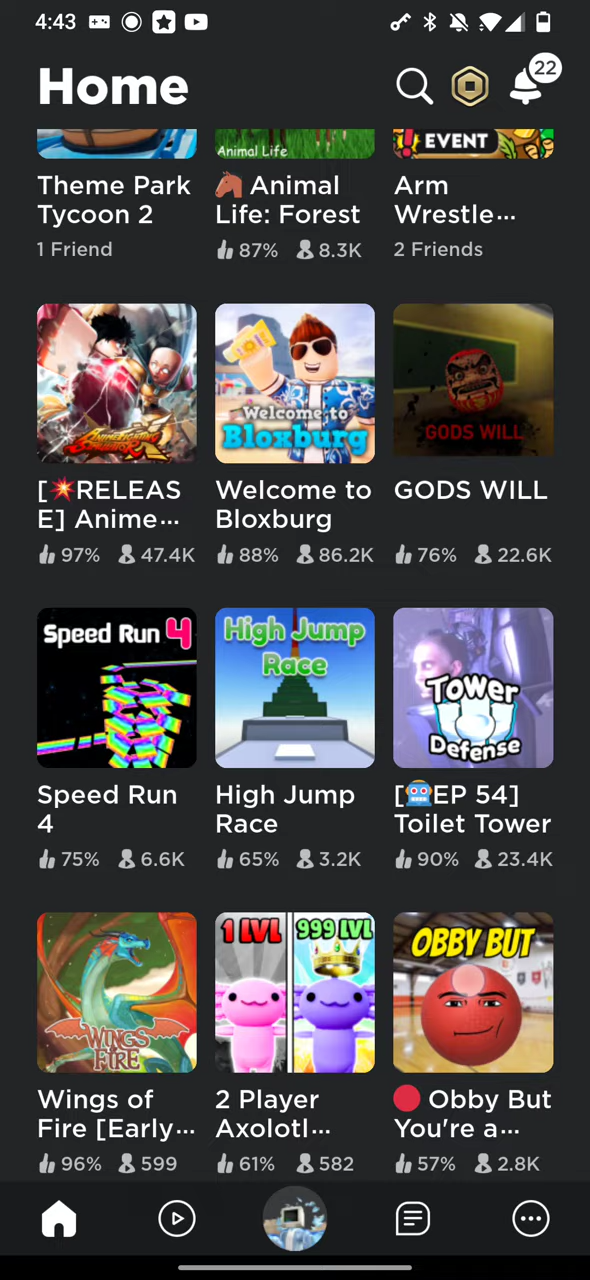 4:43
Home
22
Animal Life
EVENT
Theme Park
Tycoon 2
1 Friend
🐴 Animal
Life: Forest
87% 8.3K
Arm
Wrestle...
2 Friends
Welcome to
Bloxburg
GODS WILL
[💥RELEAS
E] Anime...
97% 47.4K
Welcome to
Bloxburg
88% 86.2K
GODS WILL
76% 22.6K
Speed Run 4
High Jump
Race
Tower
Defense
Speed Run
4
75% 6.6K
High Jump
Race
65% 3.2K
[🤖EP 54]
Toilet Tower
90% 23.4K
WINGS
of
FIRE
1 LVL
999 LVL
OBBY BUT
Wings of
Fire [Early...
96% 599
2 Player
Axolotl...
61% 582
🔴 Obby But
You're a...
57% 2.8K